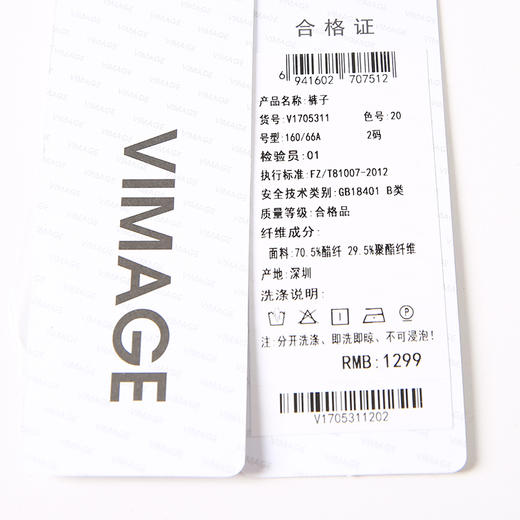 VIMAGE
合格证
6 941602 707512
产品名称:裤子
货号:V1705311 色号:20
号型:160/66A 2码
检验员:01
执行标准:FZ/T81007-2012
安全技术类别:GB18401 B类
质量等级:合格品
纤维成分:
面料:70.5%醋纤 29.5%聚酯纤维
产地:深圳
洗涤说明:
P
注:分开洗涤、即洗即晾、不可浸泡!
RMB:1299
V1705311202